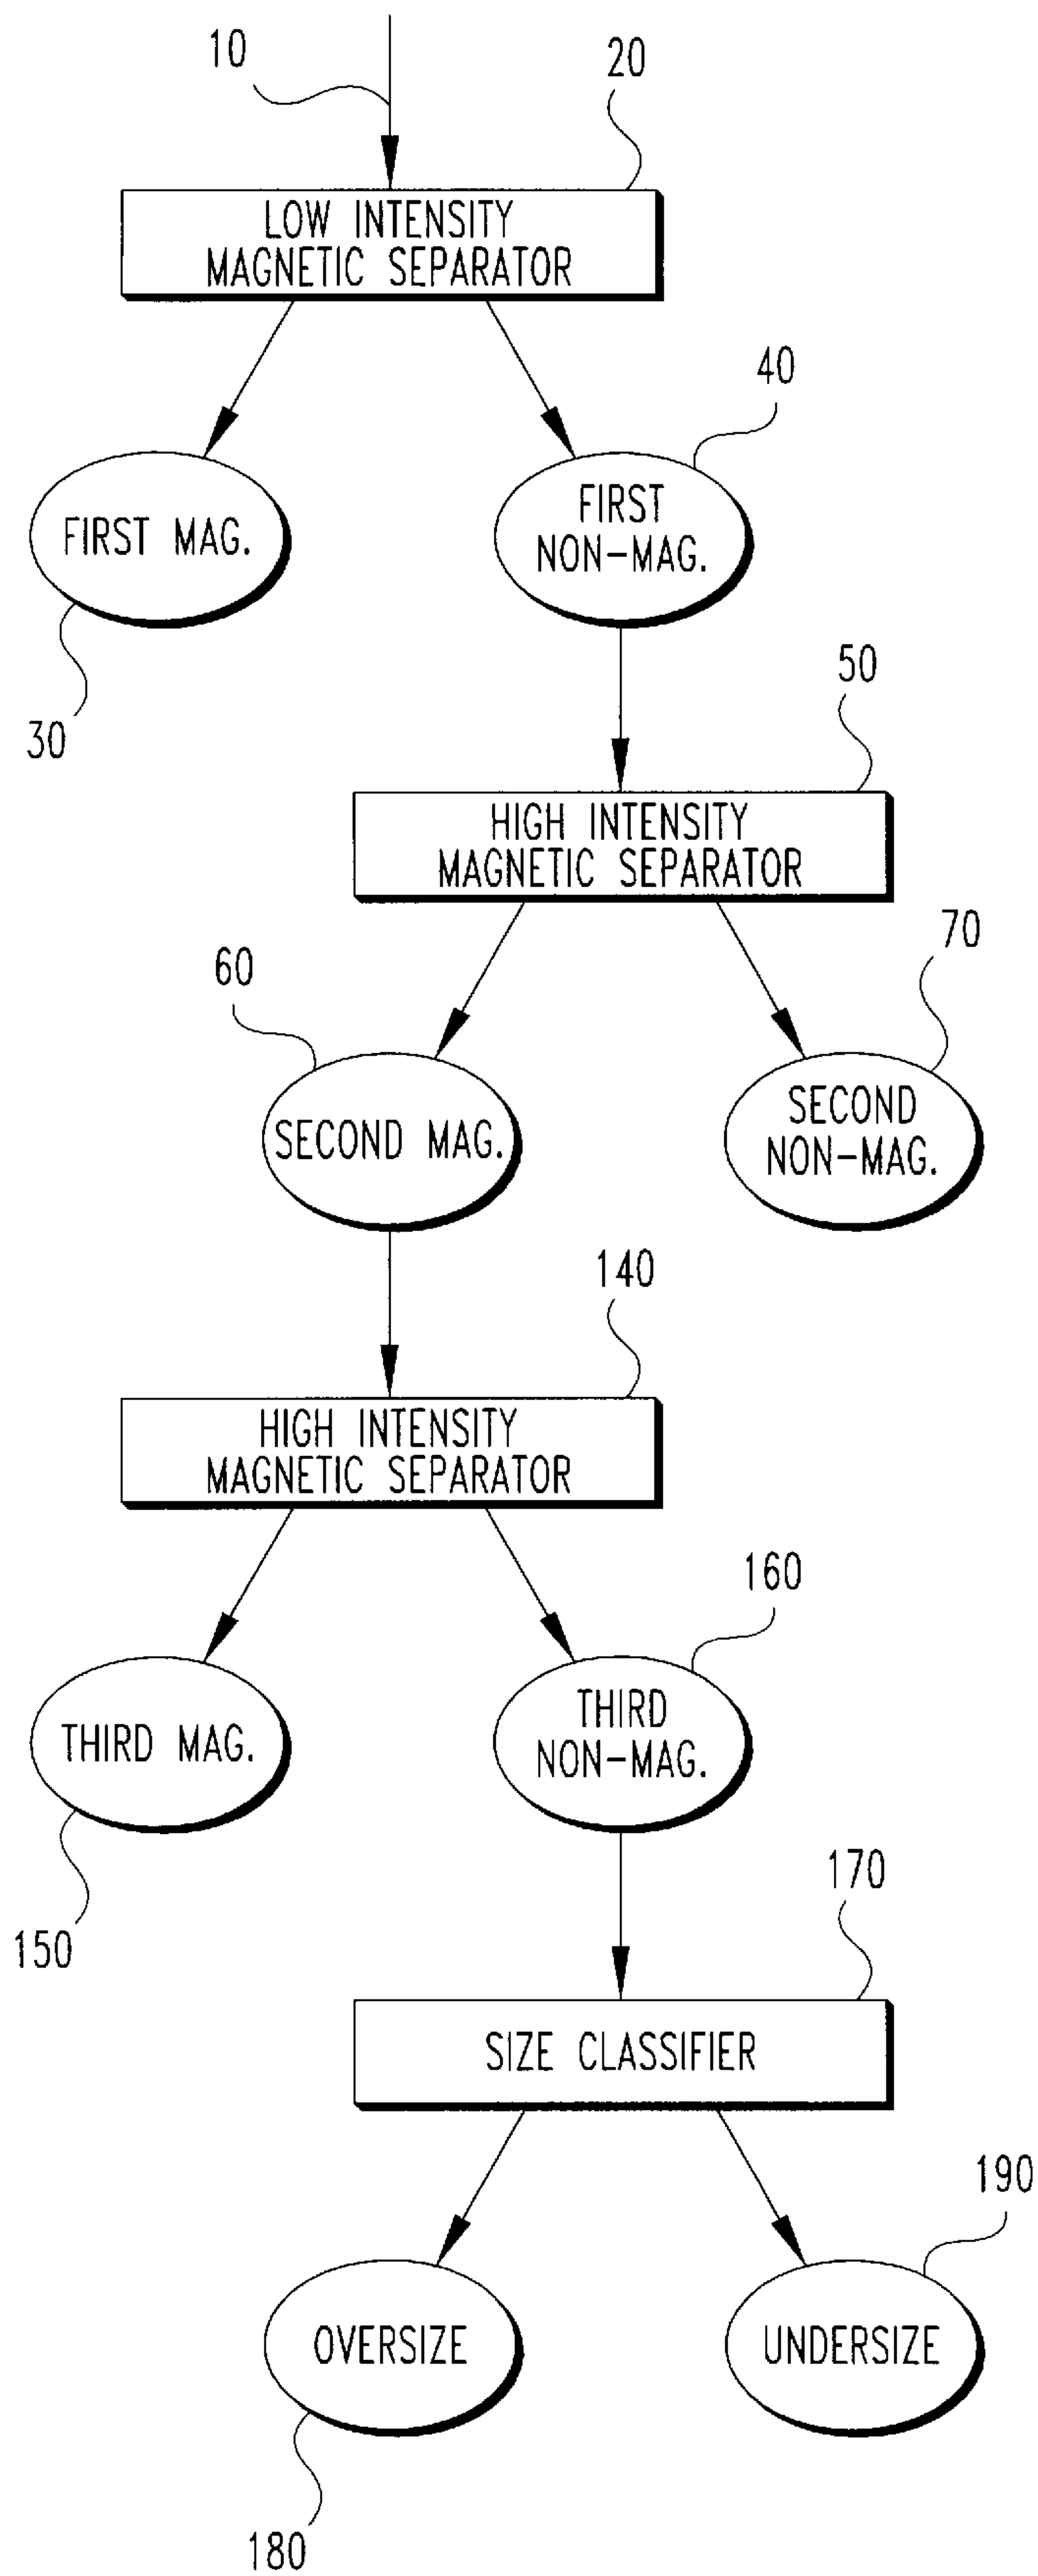 10
20
LOW INTENSITY
MAGNETIC SEPARATOR
40
FIRST MAG.
FIRST
NON-MAG.
30
50
HIGH INTENSITY
MAGNETIC SEPARATOR
60
70
SECOND MAG.
SECOND
NON-MAG.
140
HIGH INTENSITY
MAGNETIC SEPARATOR
160
THIRD MAG.
THIRD
NON-MAG.
150
170
SIZE CLASSIFIER
190
OVERSIZE
UNDERSIZE
180